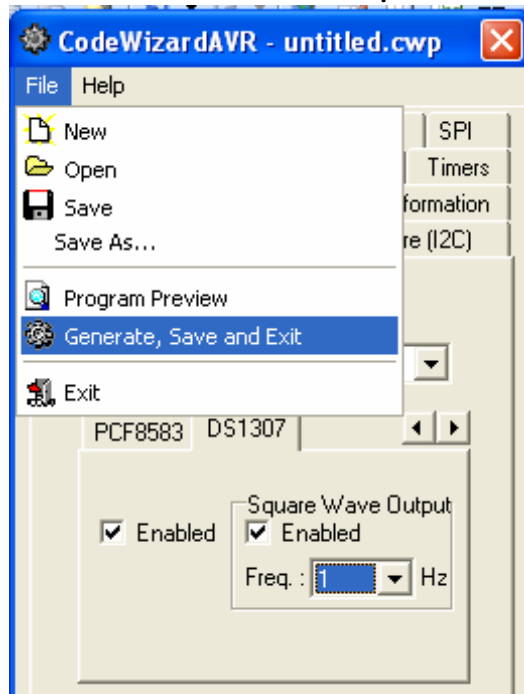 CodeWizardAVR - untitled.cwp
File Help
New
SPI
Open
Timers
Save
formation
Save As...
re (I2C)
Program Preview
Generate, Save and Exit
Exit
PCF8583 DS1307
Square Wave Output
Enabled
Enabled
Freq. : 1 Hz